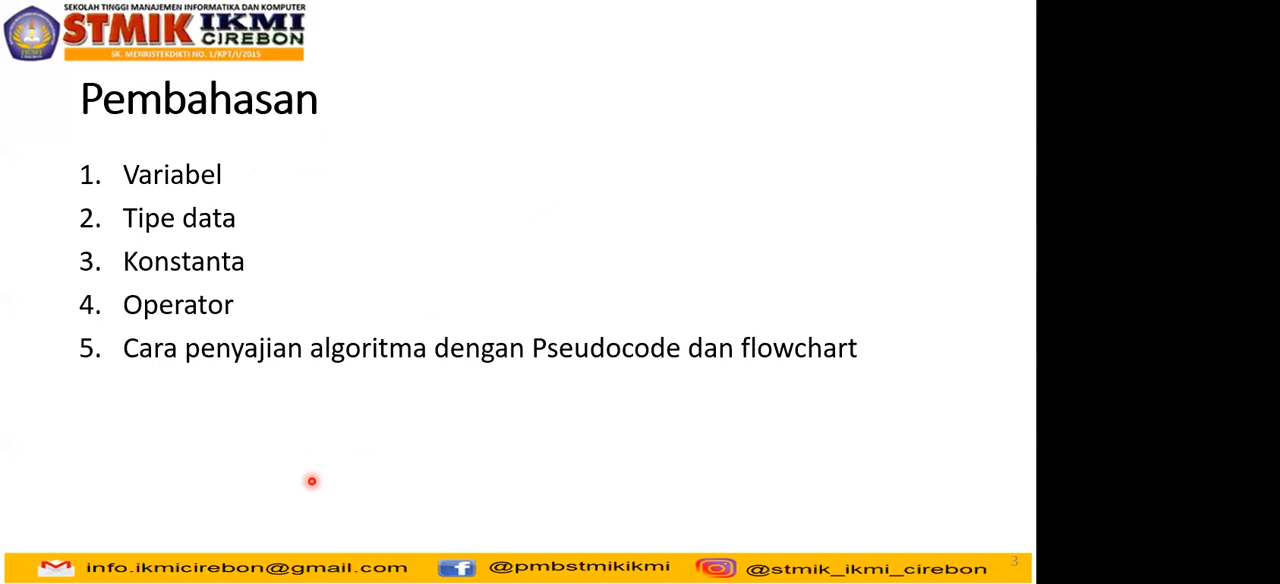 SEKOLAH TINGGI MANAJEMEN INFORMATIKA DAN KOMPUTER
STMIK IKMI
CIREBON
SK. MENRISTEKDIKTI NO. 1/KPT/I/2015
Pembahasan
1. Variabel
2. Tipe data
3. Konstanta
4. Operator
5. Cara penyajian algoritma dengan Pseudocode dan flowchart
info.ikmicirebon@gmail.com @pmbstmikikmi @stmik_ikmi_cirebon 3